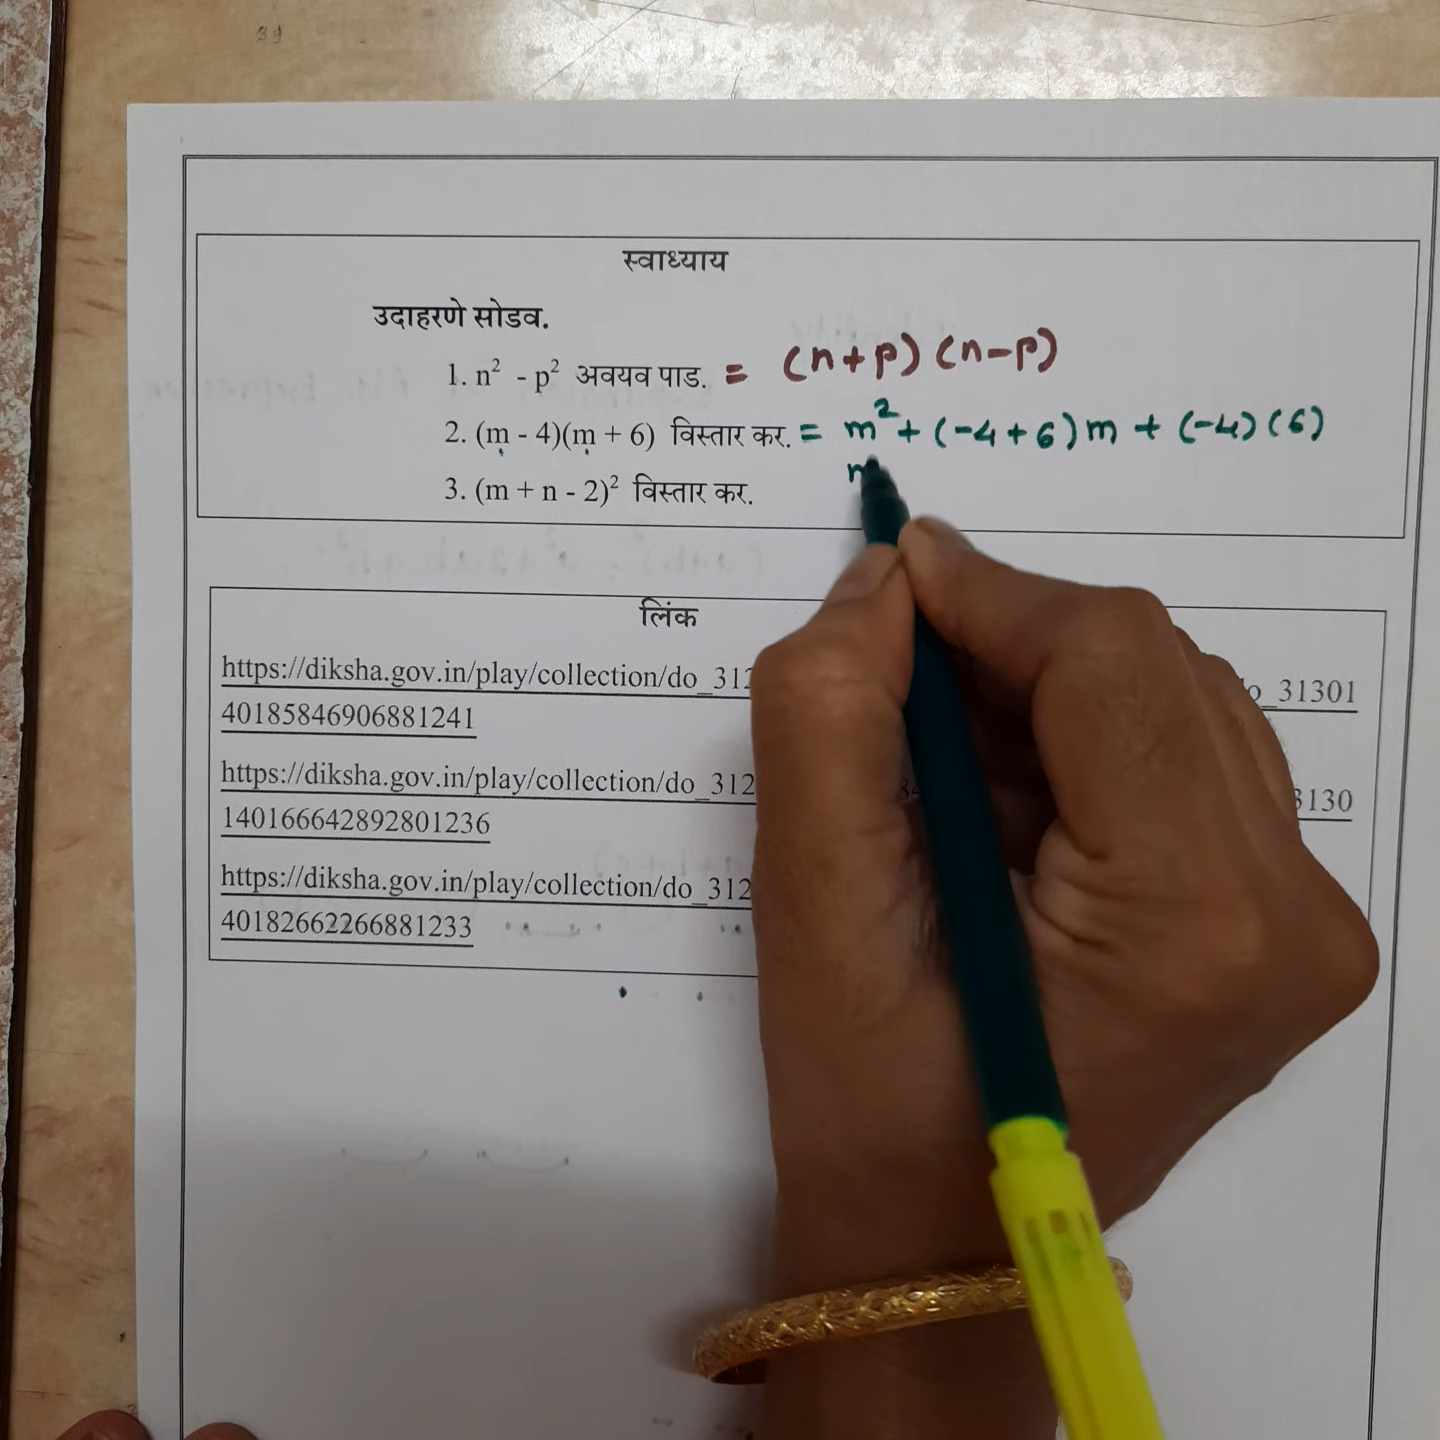 स्वाध्याय
उदाहरणे सोडव.
1. n² - p² अवयव पाड. = (n+p) (n-p)
2. (m - 4)(m + 6) विस्तार कर. = m² + (-4+6)m + (-4)(6)
m
3. (m + n - 2)² विस्तार कर.
लिंक
https://diksha.gov.in/play/collection/do_312
_31301
40185846906881241
https://diksha.gov.in/play/collection/do_312
3130
140166642892801236
https://diksha.gov.in/play/collection/do_312
40182662266881233